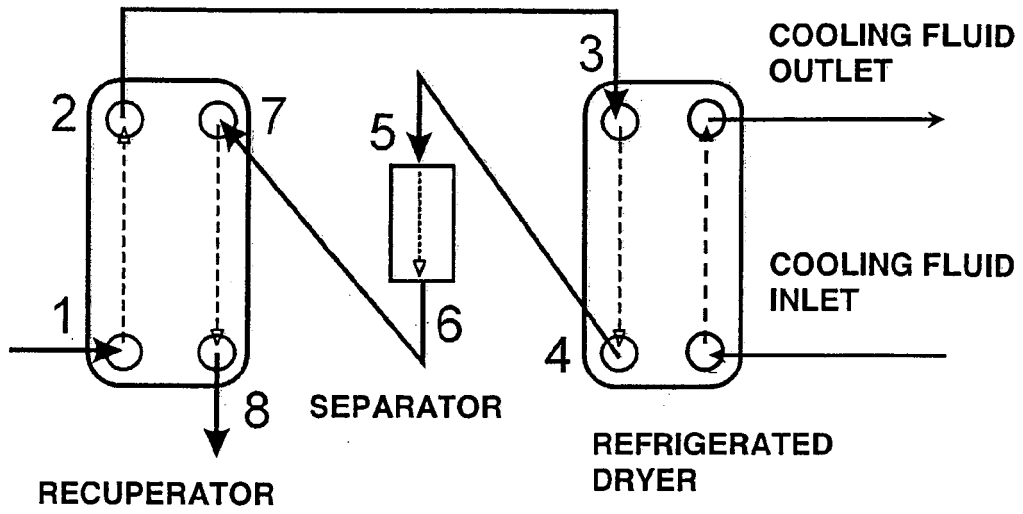 COOLING FLUID
OUTLET
3
2
7
5
COOLING FLUID
INLET
1
6
4
8
SEPARATOR
REFRIGERATED
DRYER
RECUPERATOR